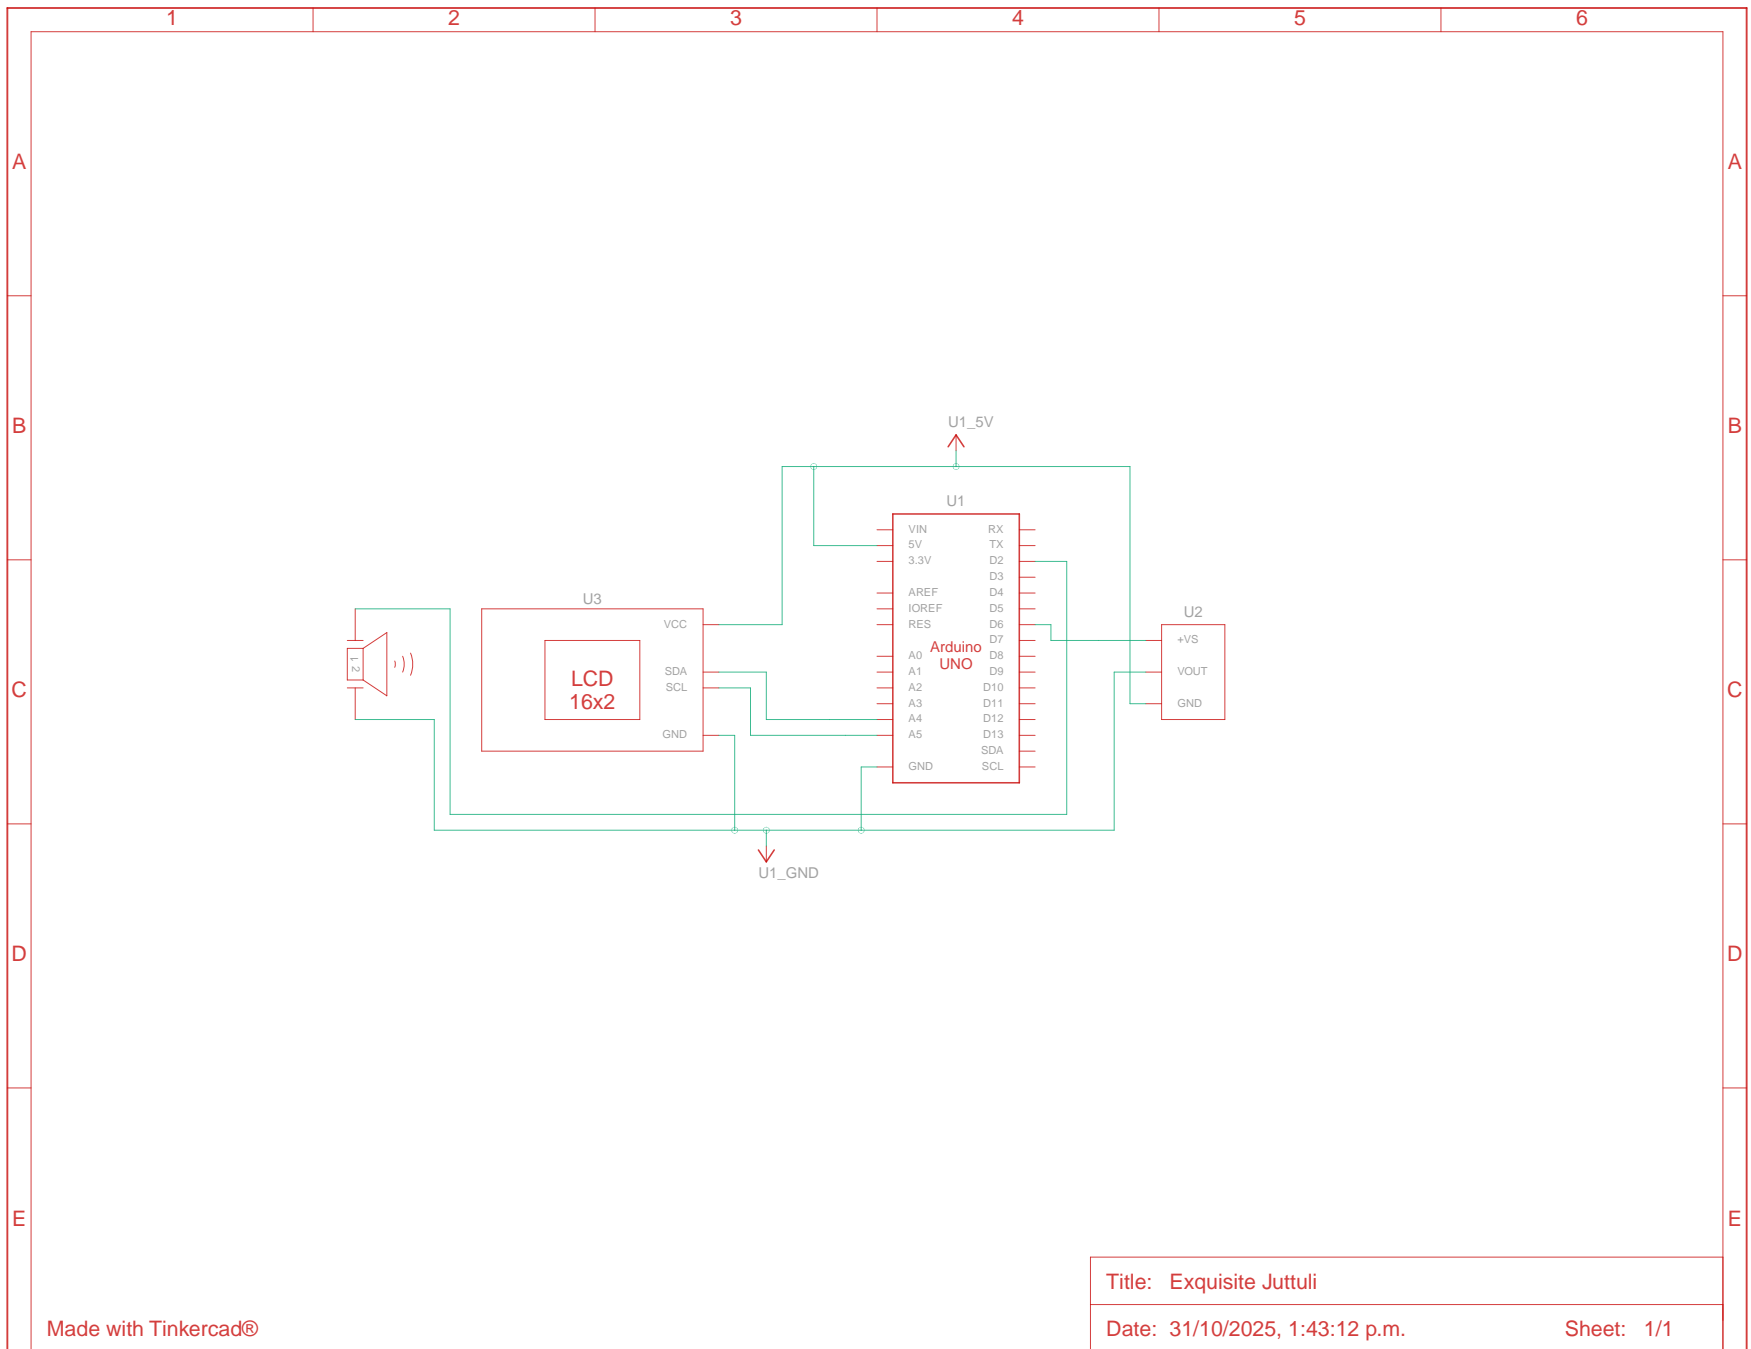 1 2 3 4 5 6
A A
B B
U1_5V
U1
VIN RX
5V TX
3.3V D2
D3
AREF D4
IOREF D5
RES D6
D7
A0 D8
A1 D9
A2 D10
A3 D11
A4 D12
A5 D13
SDA
GND SCL
Arduino
UNO
U3
VCC
SDA
SCL
GND
LCD
16x2
1 2
U2
+VS
VOUT
GND
C C
U1_GND
D D
E E
Title: Exquisite Juttuli
Made with Tinkercad®
Date: 31/10/2025, 1:43:12 p.m. Sheet: 1/1